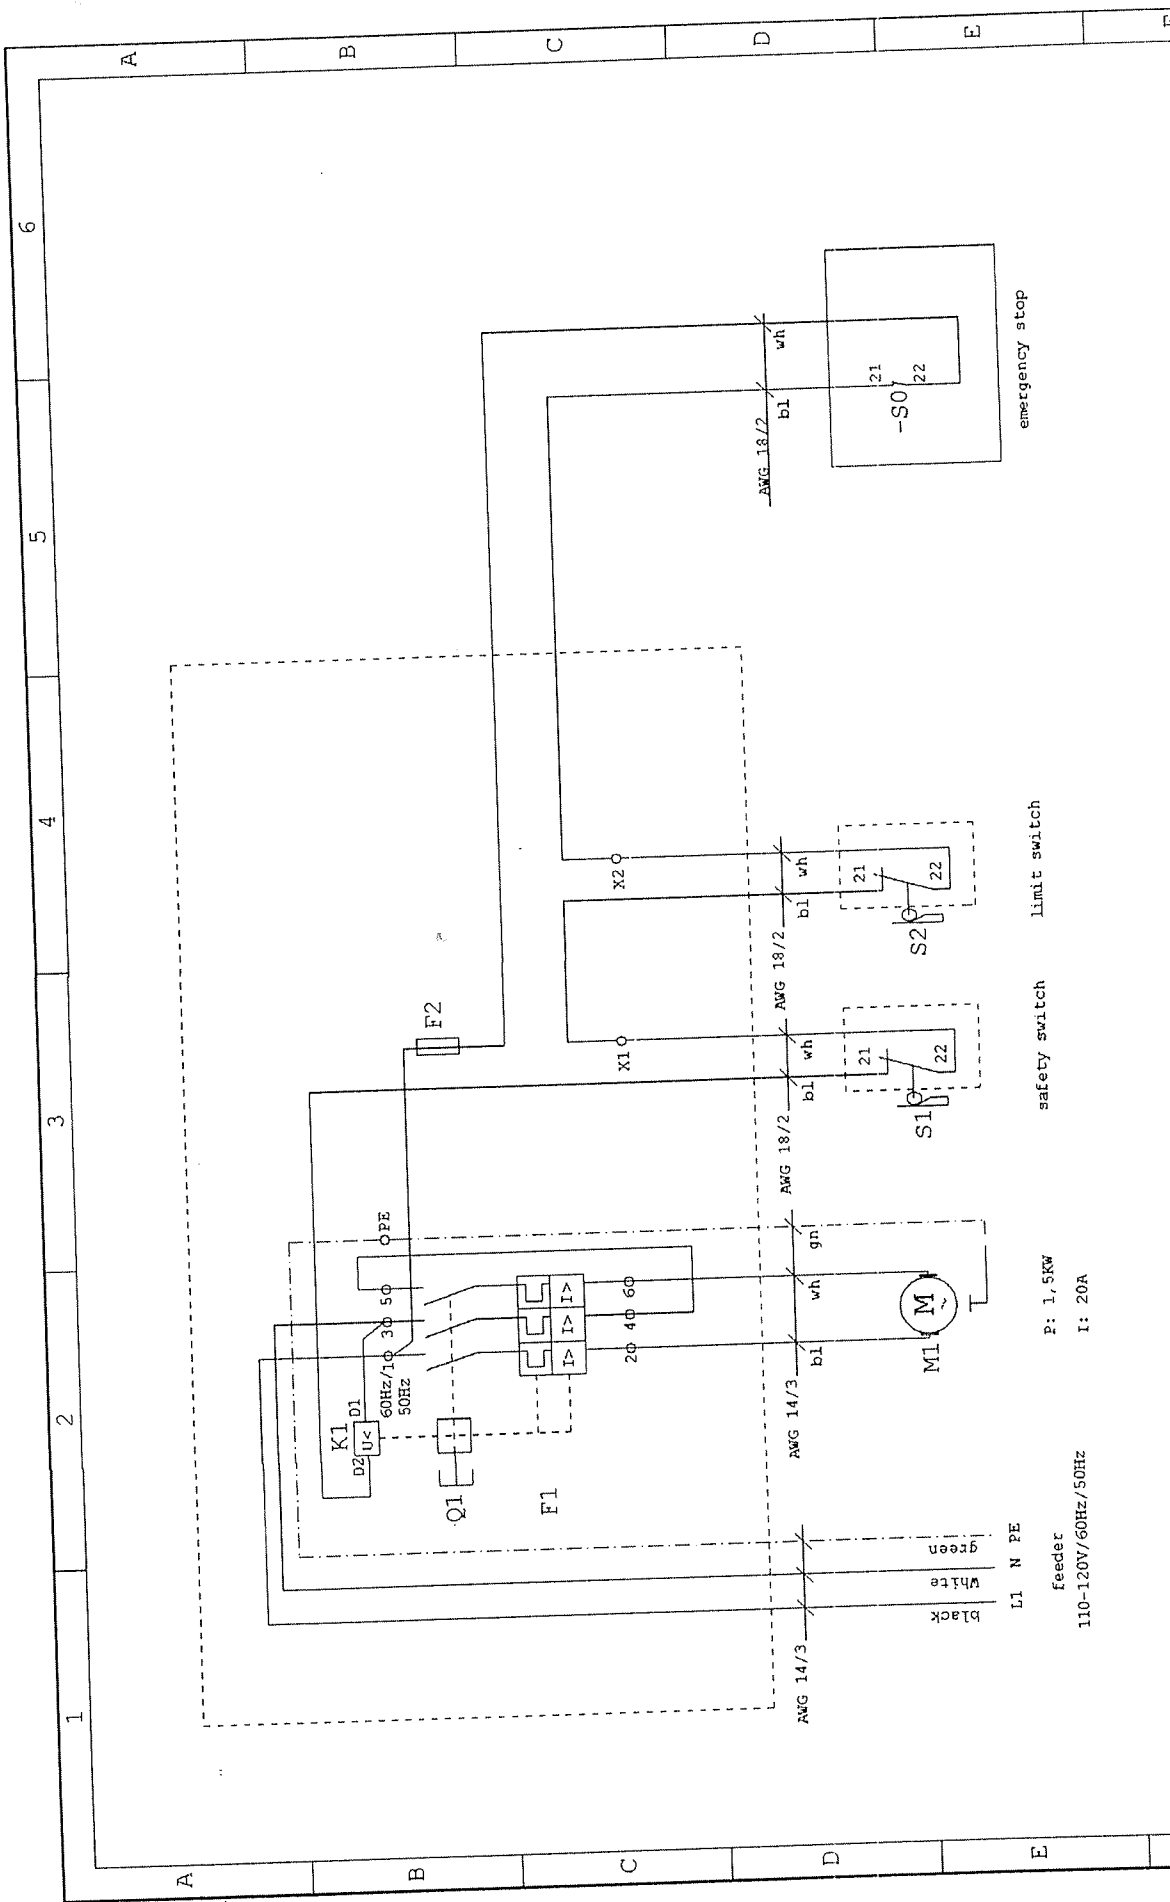 1 2 3 4 5 6
A A
K1
D2 U< D1
60Hz/1 3 5 PE
50Hz
B B
Q1
F2
F1
I> I> I>
C C
2 4 6
X1 X2
AWG 14/3
AWG 14/3
AWG 18/2
AWG 18/2
AWG 18/2
bl wh gn
bl wh
bl wh
bl wh
D D
black White green
M1 M ~
S1 21 22
S2 21 22
-S0 21 22
L1 N PE
feeder
110-120V/60Hz/50Hz
P: 1,5KW
I: 20A
safety switch
limit switch
emergency stop
E E